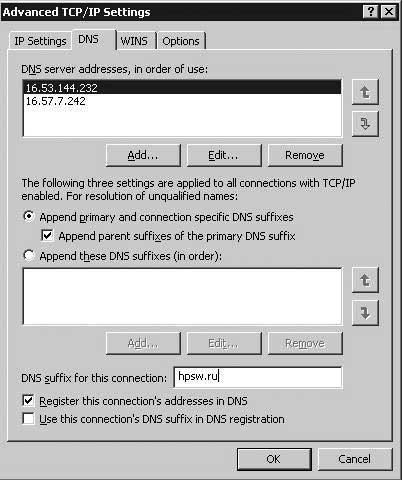 Advanced TCP/IP Settings
IP Settings DNS WINS Options
DNS server addresses, in order of use:
16.53.144.232
16.57.7.242
Add... Edit... Remove
The following three settings are applied to all connections with TCP/IP
enabled. For resolution of unqualified names:
Append primary and connection specific DNS suffixes
Append parent suffixes of the primary DNS suffix
Append these DNS suffixes (in order):
Add... Edit... Remove
DNS suffix for this connection: hpsw.ru
Register this connection's addresses in DNS
Use this connection's DNS suffix in DNS registration
OK Cancel